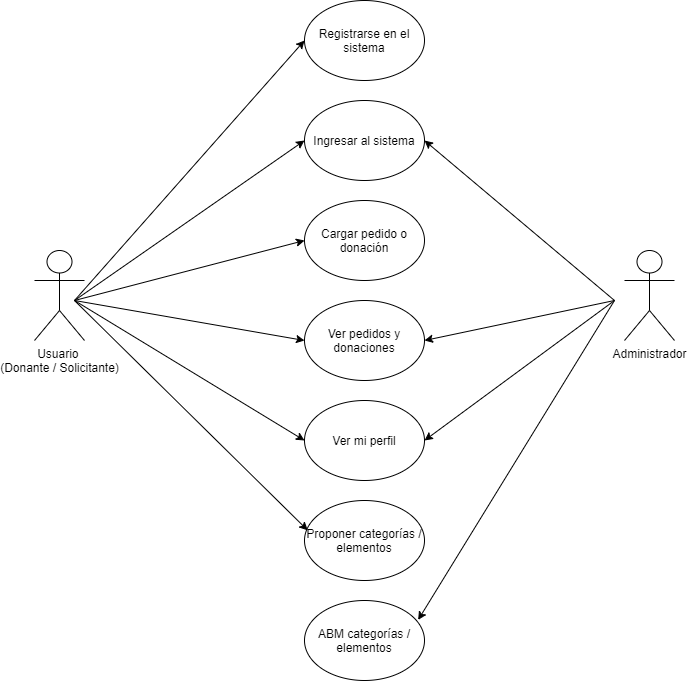 Registrarse en el
sistema
Ingresar al sistema
Cargar pedido o
donación
Usuario
(Donante / Solicitante)
Ver pedidos y
donaciones
Administrador
Ver mi perfil
Proponer categorías /
elementos
ABM categorías /
elementos